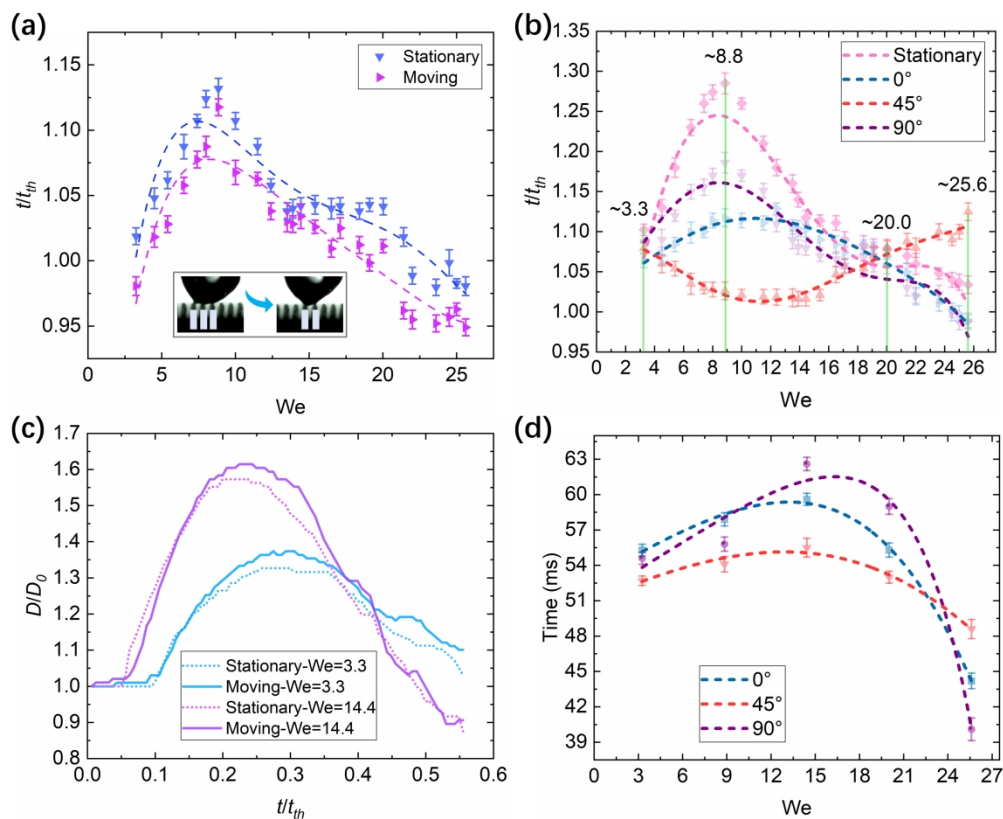 (a)
1.15
1.10
1.05
1.00
0.95
t/t_th
0
5
10
15
20
25
We
Stationary
Moving
(b)
1.35
1.30
1.25
1.20
1.15
1.10
1.05
1.00
0.95
t/t_th
0 2 4 6 8 10 12 14 16 18 20 22 24 26
We
Stationary
0°
45°
90°
~3.3
~8.8
~20.0
~25.6
(c)
1.7
1.6
1.5
1.4
1.3
1.2
1.1
1.0
0.9
0.8
D/D_0
0.0
0.1
0.2
0.3
0.4
0.5
0.6
t/t_th
Stationary-We=3.3
Moving-We=3.3
Stationary-We=14.4
Moving-We=14.4
(d)
63
60
57
54
51
48
45
42
39
Time (ms)
0 3 6 9 12 15 18 21 24 27
We
0°
45°
90°